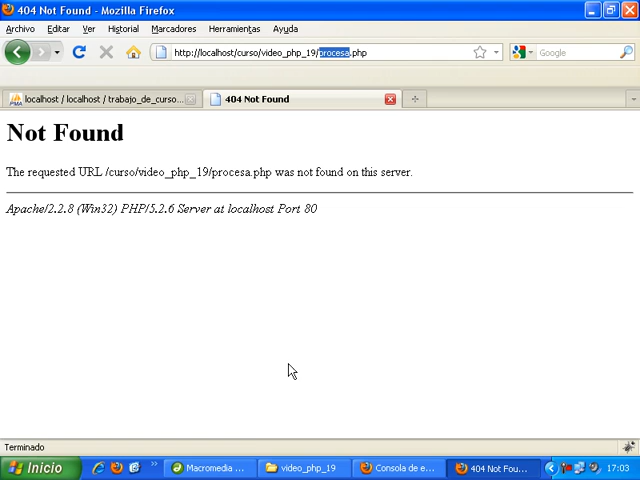 404 Not Found - Mozilla Firefox
Archivo Editar Ver Historial Marcadores Herramientas Ayuda
http://localhost/curso/video_php_19/procesa.php
Google
localhost / localhost / trabajo_de_curso...
404 Not Found
Not Found
The requested URL /curso/video_php_19/procesa.php was not found on this server.
Apache/2.2.8 (Win32) PHP/5.2.6 Server at localhost Port 80
Terminado
Inicio
Macromedia ...
video_php_19
Consola de e...
404 Not Foun...
17:03